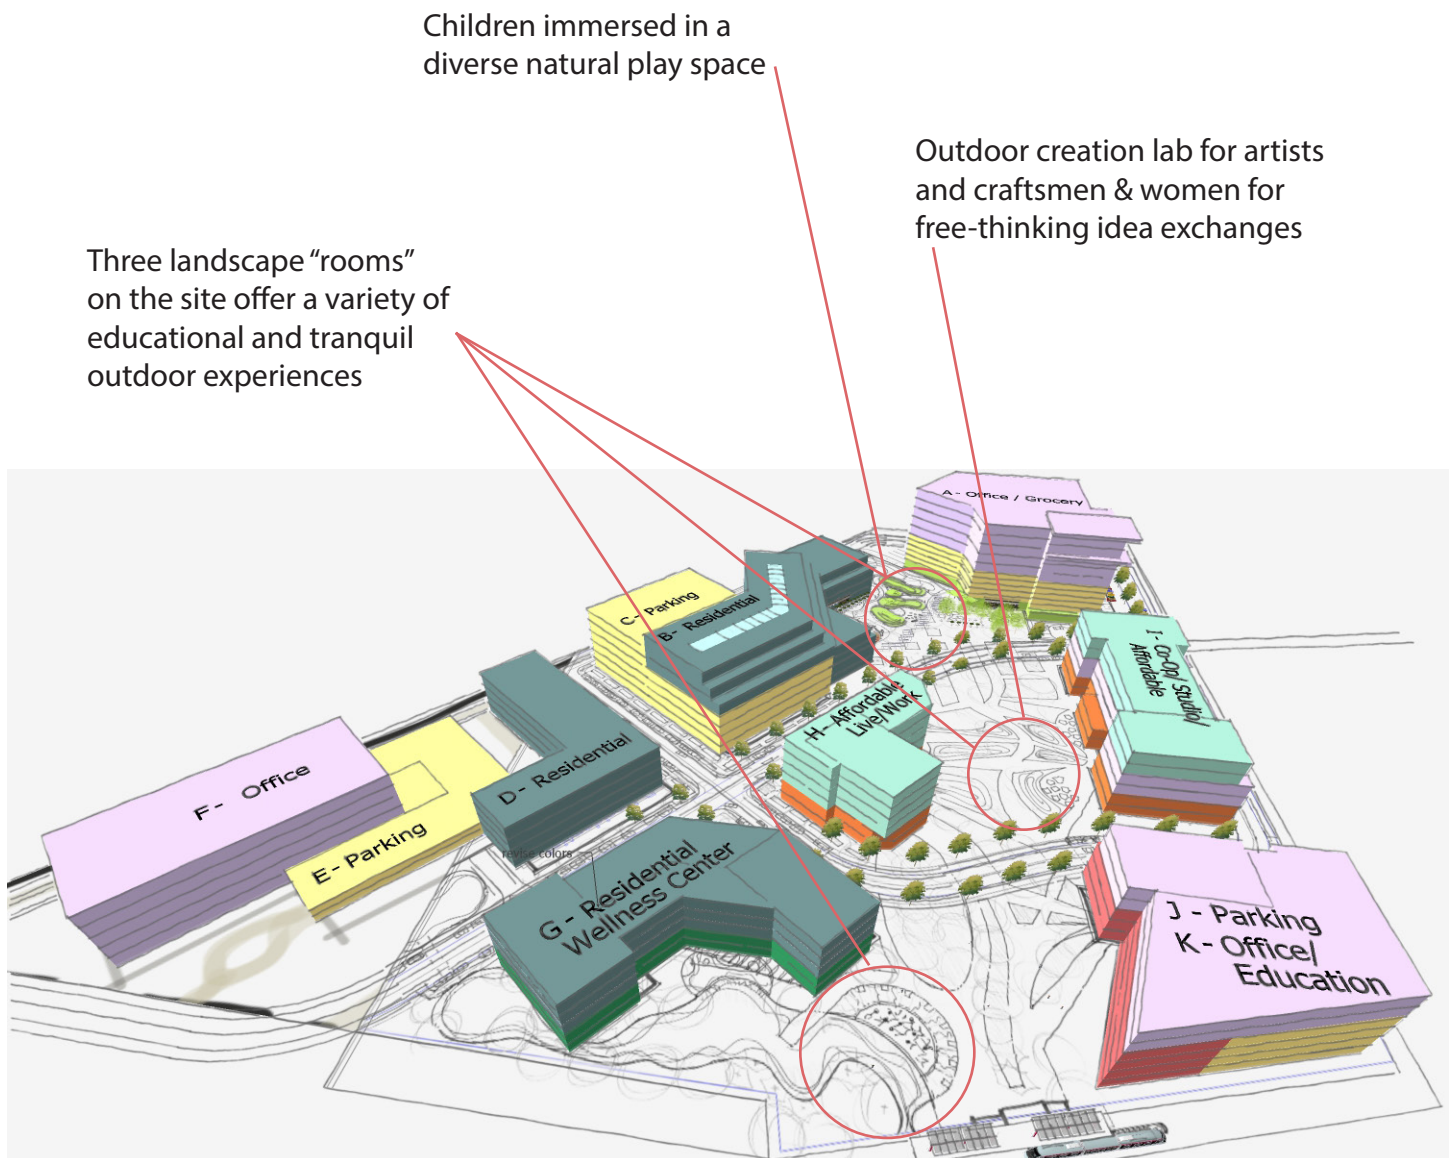 Children immersed in a
diverse natural play space
Outdoor creation lab for artists
and craftsmen & women for
free-thinking idea exchanges
Three landscape “rooms”
on the site offer a variety of
educational and tranquil
outdoor experiences
A - Office / Grocery
C - Parking
B - Residential
I - Co-Op/ Studio/
Affordable
H - Affordable
Live/Work
D - Residential
F - Office
E - Parking
revise colors
G - Residential
Wellness Center
J - Parking
K - Office/
Education